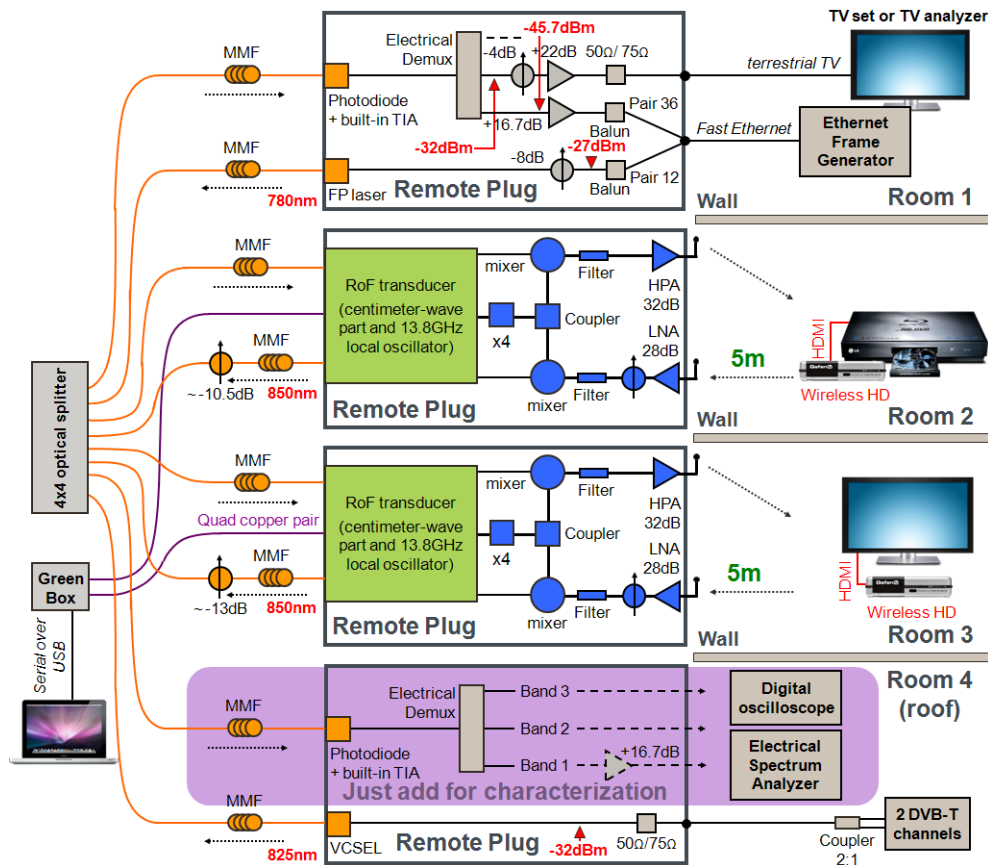 TV set or TV analyzer
MMF
Electrical
Demux
-4dB
-45.7dBm
+22dB
50Ω/ 75Ω
terrestrial TV
Photodiode
+ built-in TIA
+16.7dB
-32dBm
Pair 36
Balun
Fast Ethernet
Ethernet
Frame
Generator
MMF
780nm
FP laser
-8dB
-27dBm
Balun
Pair 12
Remote Plug
Wall
Room 1
MMF
RoF transducer
(centimeter-wave
part and 13.8GHz
local oscillator)
mixer
Filter
HPA
32dB
x4
Coupler
LNA
28dB
MMF
~-10.5dB
850nm
mixer
Filter
Remote Plug
5m
HDMI
Wireless HD
Wall
Room 2
4x4 optical splitter
MMF
Quad copper pair
RoF transducer
(centimeter-wave
part and 13.8GHz
local oscillator)
mixer
Filter
HPA
32dB
x4
Coupler
LNA
28dB
MMF
~-13dB
850nm
mixer
Filter
Remote Plug
5m
HDMI
Wireless HD
Wall
Room 3
Green
Box
Serial over
USB
MMF
Electrical
Demux
Band 3
Band 2
Band 1
+16.7dB
Digital
oscilloscope
Electrical
Spectrum
Analyzer
Room 4
(roof)
Photodiode
+ built-in TIA
Just add for characterization
MMF
825nm
VCSEL
Remote Plug
-32dBm
50Ω/75Ω
Coupler
2:1
2 DVB-T
channels